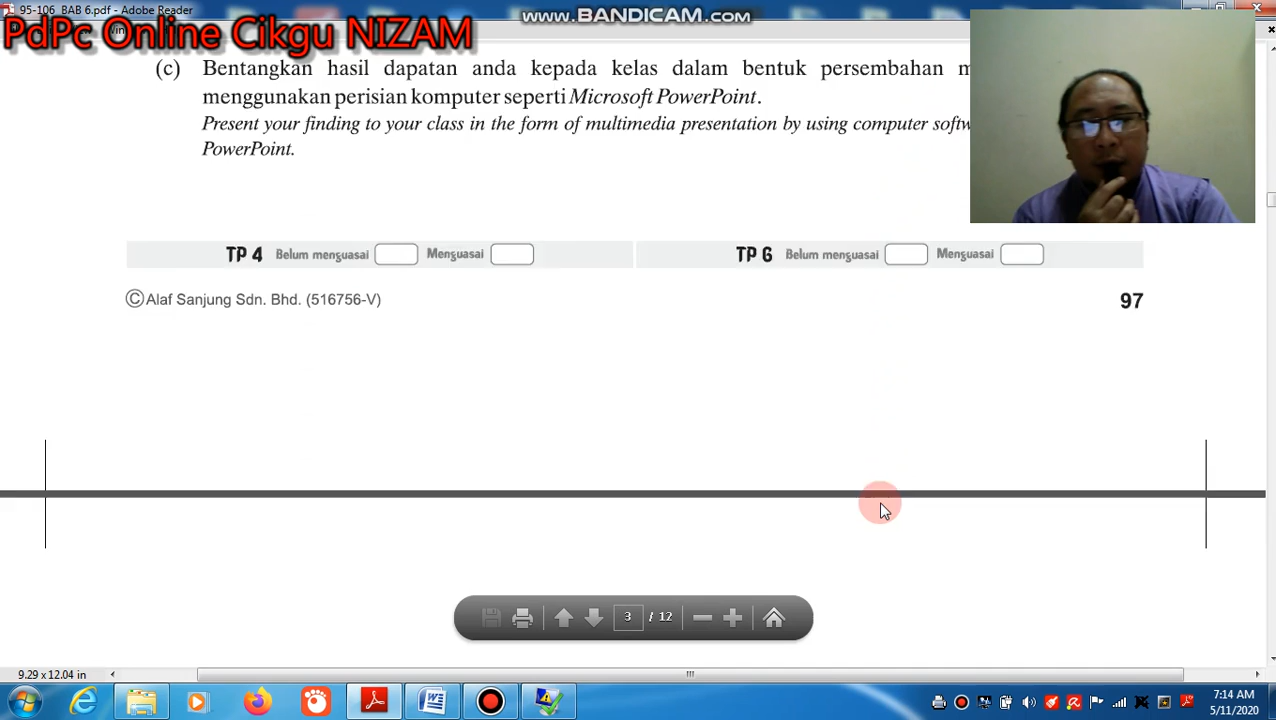 95-106_BAB 6.pdf - Adobe Reader
www.BANDICAM.com
PdPc Online Cikgu NIZAM
(c) Bentangkan hasil dapatan anda kepada kelas dalam bentuk persembahan m
menggunakan perisian komputer seperti Microsoft PowerPoint.
Present your finding to your class in the form of multimedia presentation by using computer softw
PowerPoint.
TP 4 Belum menguasai Menguasai TP 6 Belum menguasai Menguasai
© Alaf Sanjung Sdn. Bhd. (516756-V) 97
3 / 12
9.29 x 12.04 in
7:14 AM
5/11/2020